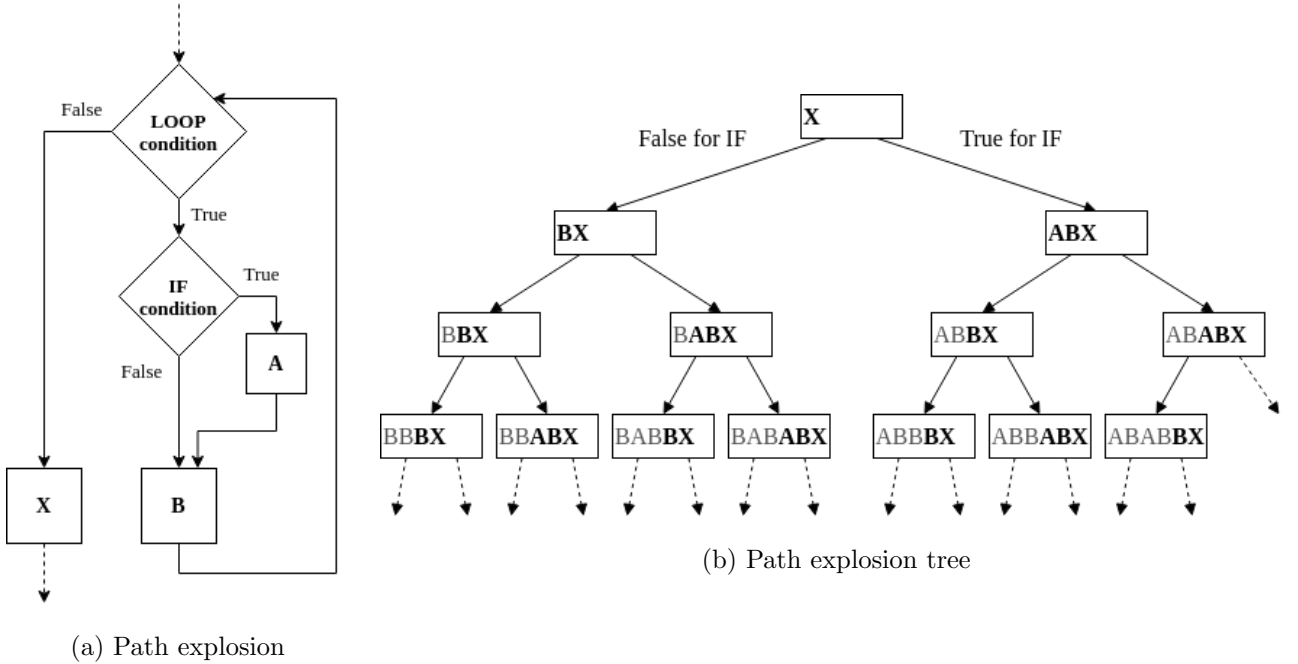 False
LOOP
condition
True
IF
condition
True
False
A
X
B
(a) Path explosion
X
False for IF
True for IF
BX
ABX
BBX
BABX
ABBX
ABABX
BBBX
BBABX
BABBX
BABABX
ABBBX
ABBABX
ABABBX
(b) Path explosion tree